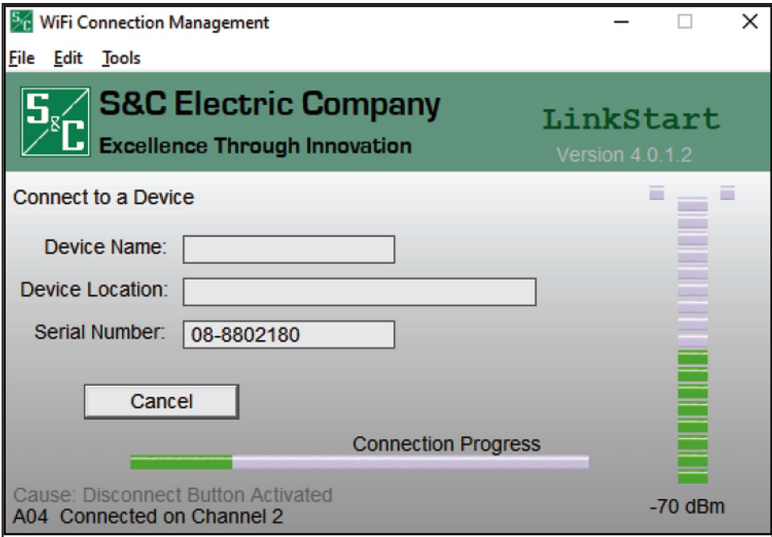 S&C WiFi Connection Management
File Edit Tools
S&C
S&C Electric Company
Excellence Through Innovation
LinkStart
Version 4.0.1.2
Connect to a Device
Device Name:
Device Location:
Serial Number: 08-8802180
Cancel
Connection Progress
Cause: Disconnect Button Activated
A04 Connected on Channel 2
-70 dBm